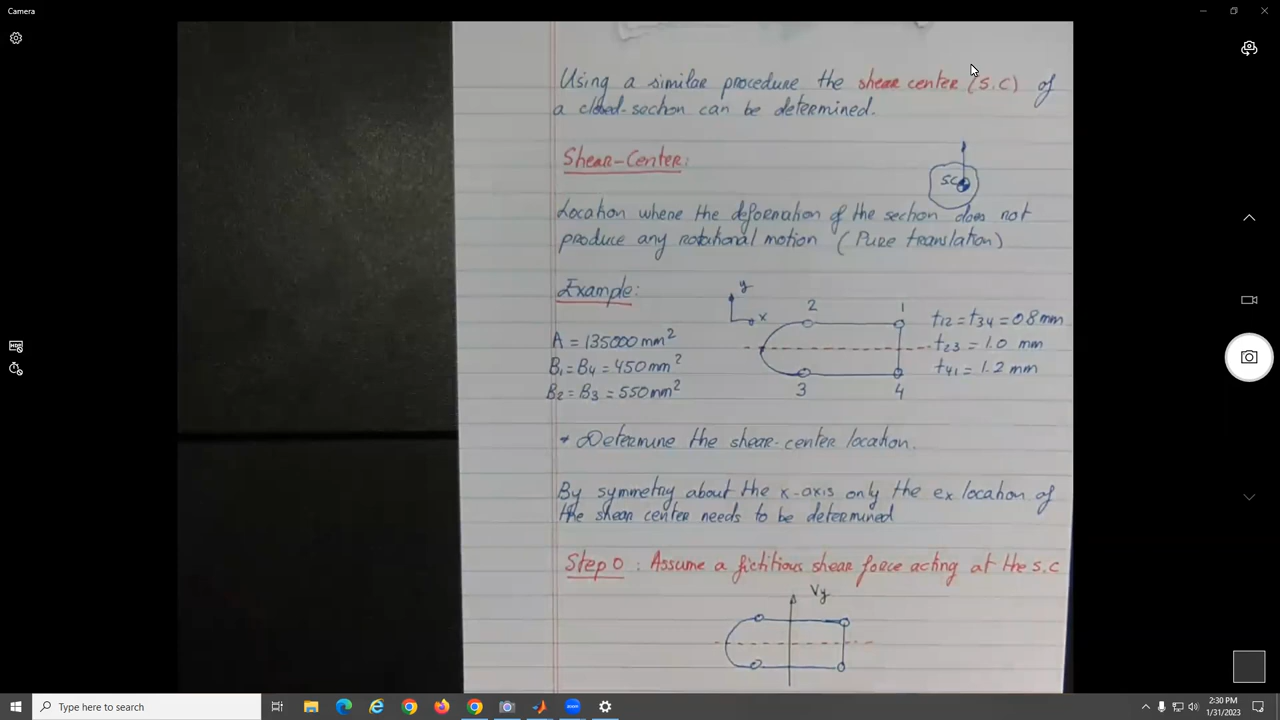 Camera
Using a similar procedure the shear center (S.C) of
a closed-section can be determined.
Shear-Center:
SC
Location where the deformation of the section does not
produce any rotational motion (Pure translation)
Example:
y
x
2
1
t12 = t34 = 0.8 mm
A = 135000 mm²
t23 = 1.0 mm
B1 = B4 = 450 mm²
t41 = 1.2 mm
B2 = B3 = 550 mm²
3
4
* Determine the shear-center location.
By symmetry about the x-axis only the ex location of
the shear center needs to be determined
Step 0 : Assume a fictitious shear force acting at the S.C
Vy
Type here to search
2:30 PM
1/31/2023